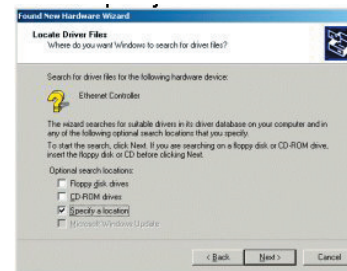 Found New Hardware Wizard
Locate Driver Files
Where do you want Windows to search for driver files?
Search for driver files for the following hardware device:
Ethernet Controller
The wizard searches for suitable drivers in its driver database on your computer and in
any of the following optional search locations that you specify.
To start the search, click Next. If you are searching on a floppy disk or CD-ROM drive,
insert the floppy disk or CD before clicking Next.
Optional search locations:
Floppy disk drives
CD-ROM drives
Specify a location
Microsoft Windows Update
< Back
Next >
Cancel